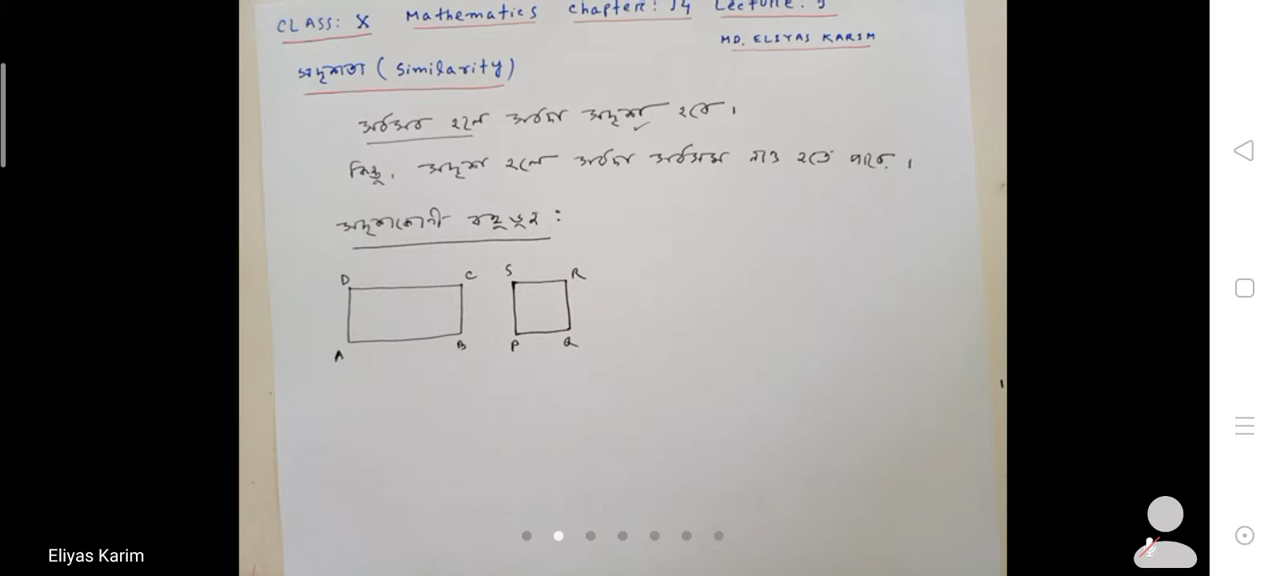 CLASS: X Mathematics Chapter: 14 Lecture: 3
MD. ELIYAS KARIM
সদৃশতা (Similarity)
সর্বসম হলে সর্বদা সদৃশ হবে।
কিন্তু, সদৃশ হলে সর্বদা সর্বসম নাও হতে পারে।
সদৃশকোণী বহুভুজ :
D C S R
A B P Q
Eliyas Karim